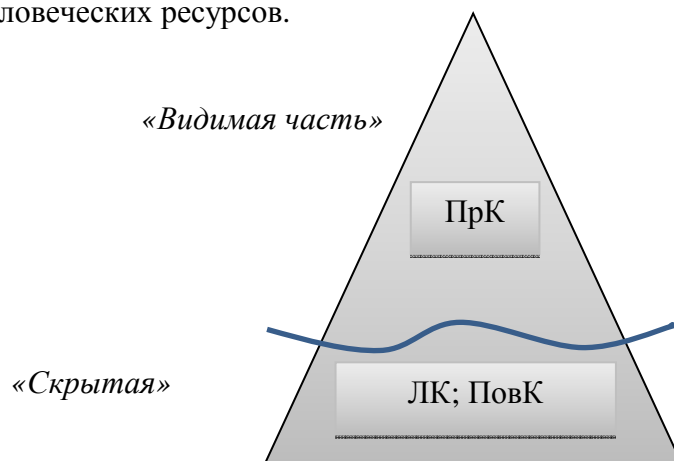 ловеческих ресурсов.
«Видимая часть»
ПрК
«Скрытая»
ЛК; ПовК